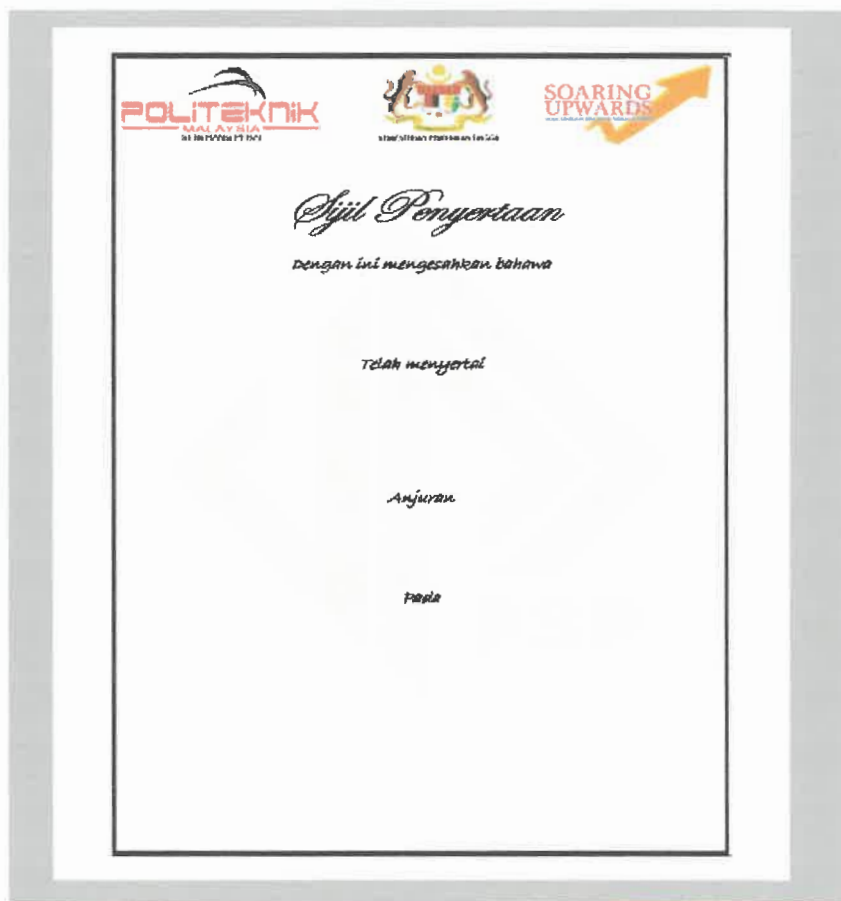 POLITEKNIK
MALAYSIA
SOARING
UPWARDS
Sijil Penyertaan
Dengan ini mengesahkan bahawa
Telah menyertai
Anjuran
Pada